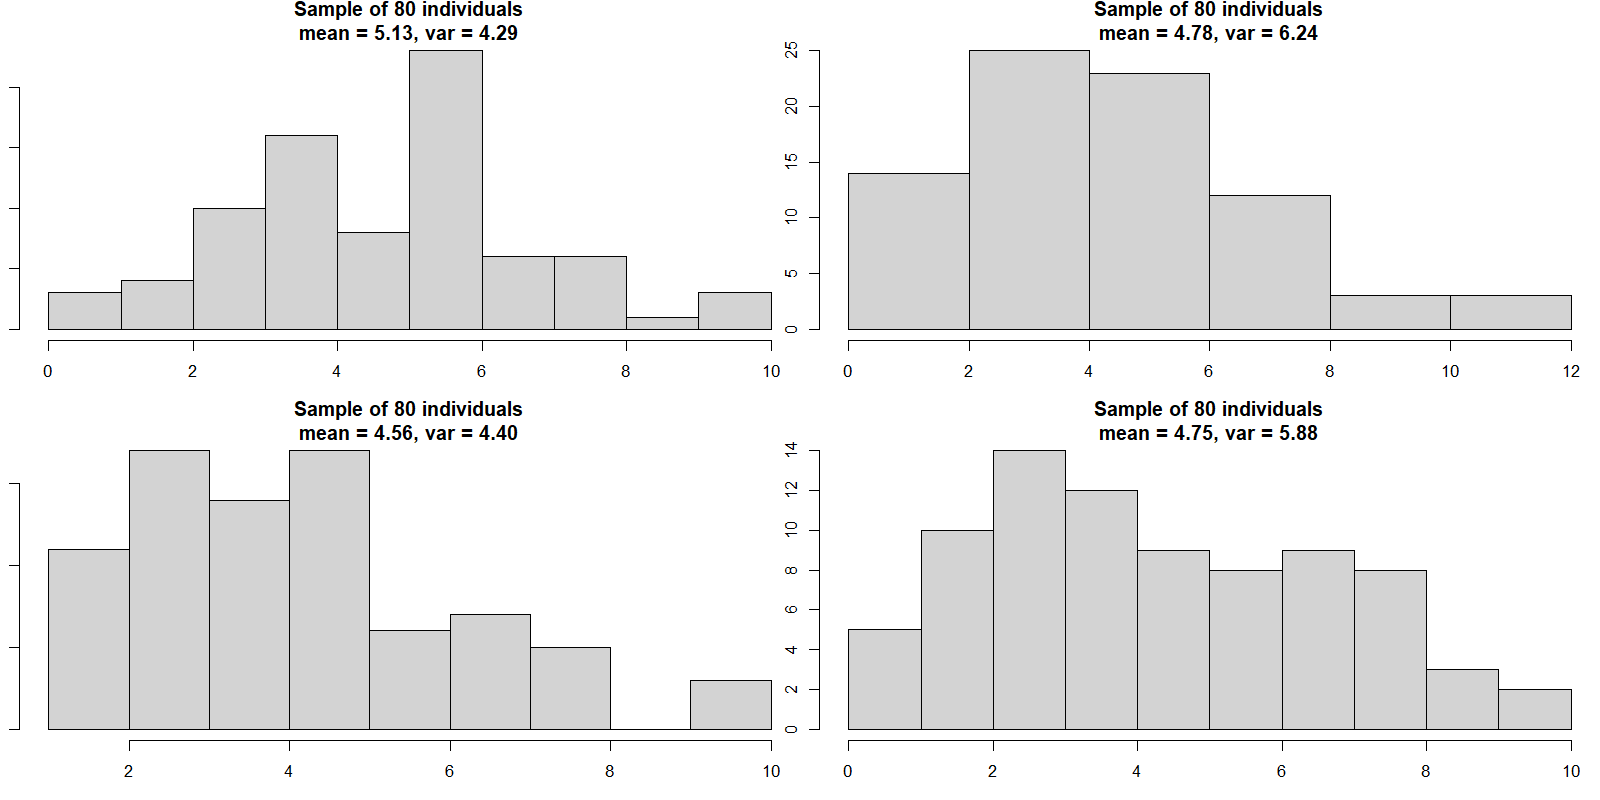 Sample of 80 individuals
mean = 5.13, var = 4.29
0 2 4 6 8 10
Sample of 80 individuals
mean = 4.78, var = 6.24
25
20
15
10
5
0
0 2 4 6 8 10 12
Sample of 80 individuals
mean = 4.56, var = 4.40
2 4 6 8 10
Sample of 80 individuals
mean = 4.75, var = 5.88
14
12
10
8
6
4
2
0
0 2 4 6 8 10